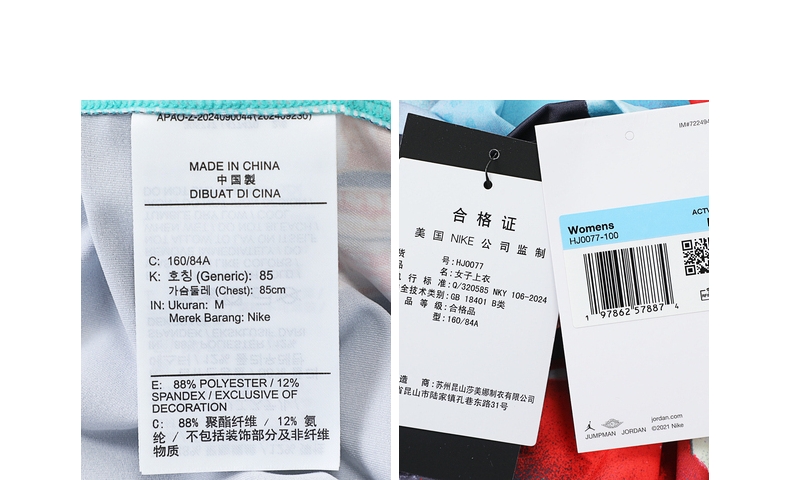 MADE IN CHINA
中国製
DIBUAT DI CINA
C: 160/84A
K: 호칭 (Generic): 85
가슴둘레 (Chest): 85cm
IN: Ukuran: M
Merek Barang: Nike
E: 88% POLYESTER / 12%
SPANDEX / EXCLUSIVE OF
DECORATION
C: 88% 聚酯纤维 / 12% 氨
纶 / 不包括装饰部分及非纤维
物质
合格证
美国 NIKE 公司监制
号:HJ0077
名:女子上衣
行标准:Q/320585 NKY 106-2024
全技术类别:GB 18401 B类
品等级:合格品
型:160/84A
造商:苏州昆山莎美娜制衣有限公司
省昆山市陆家镇孔巷东路31号
IM#72249
ACT
Womens
HJ0077-100
1 97862 57887 4
jordan.com
JUMPMAN JORDAN ©2021 Nike